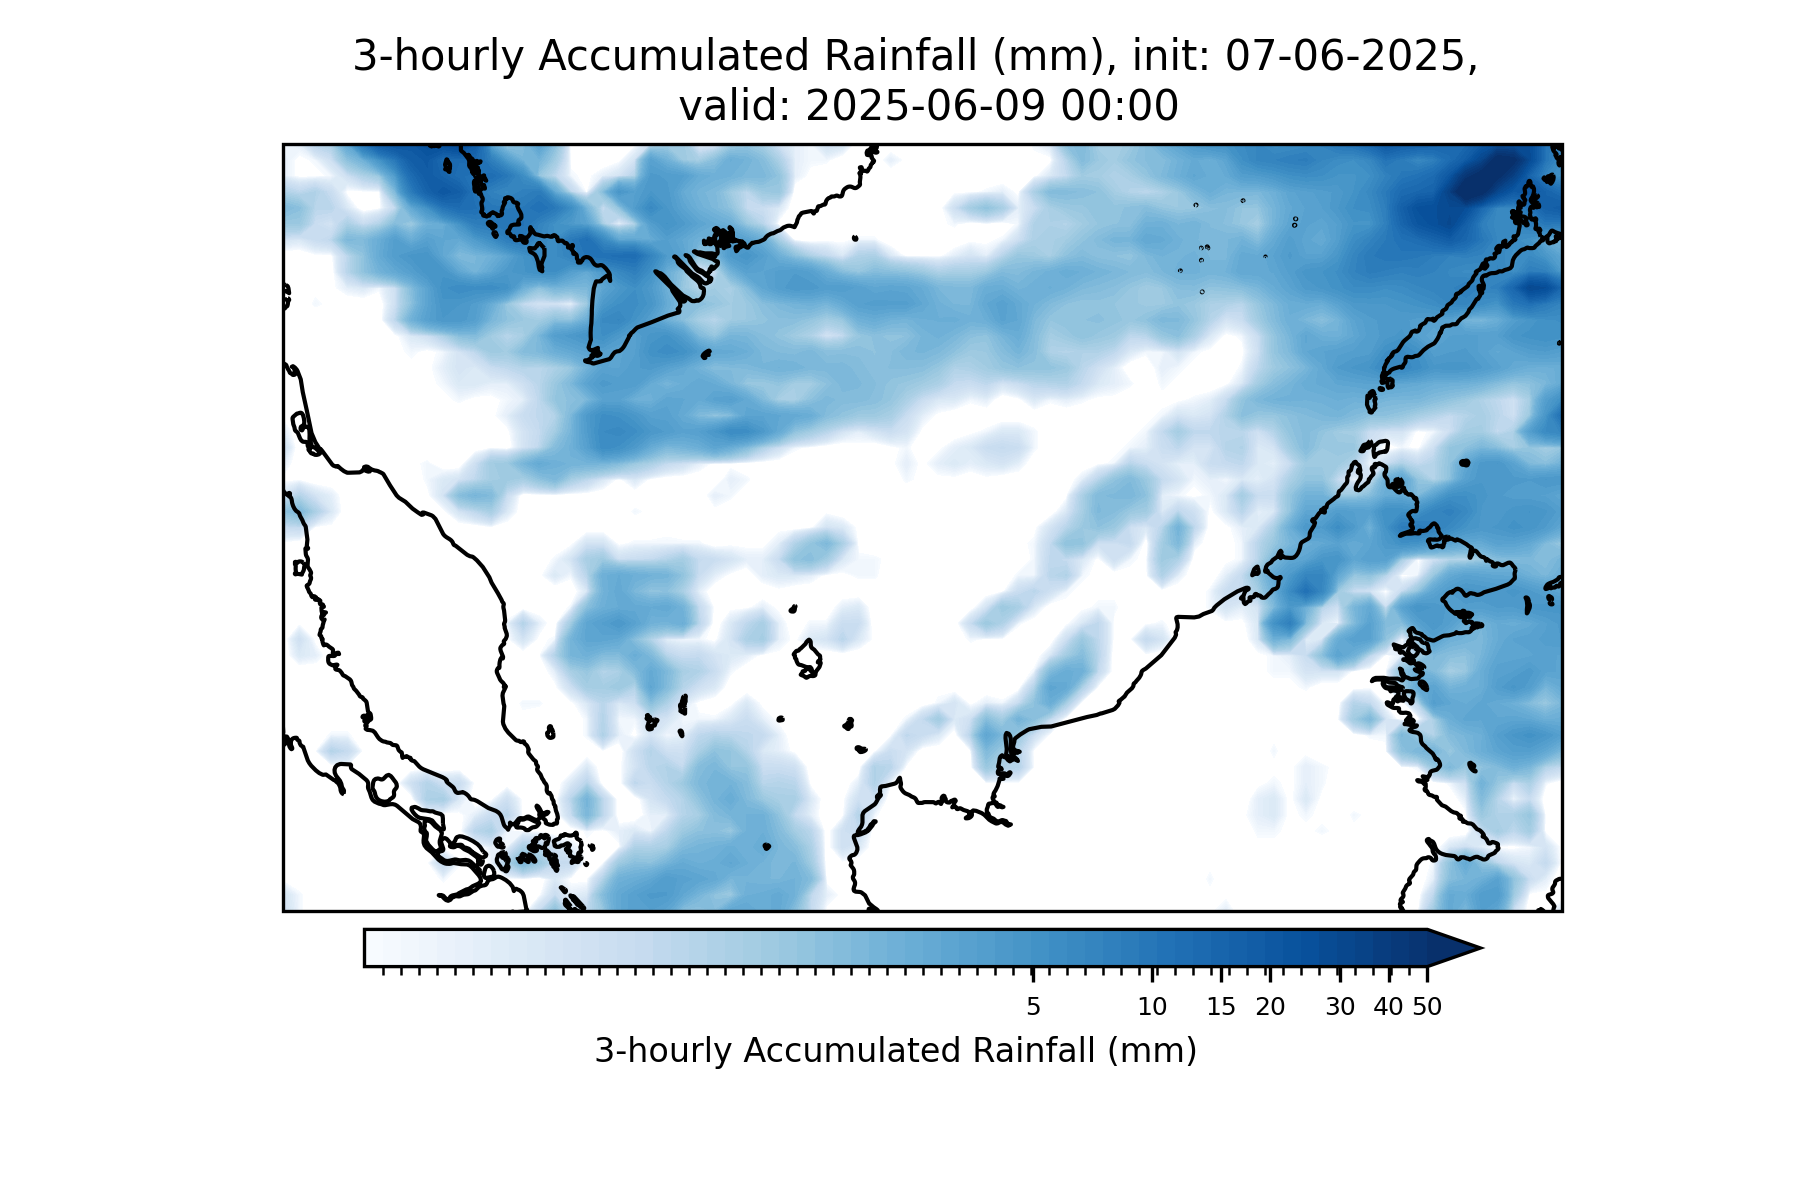 3-hourly Accumulated Rainfall (mm), init: 07-06-2025,
valid: 2025-06-09 00:00
5 10 15 20 30 40 50
3-hourly Accumulated Rainfall (mm)